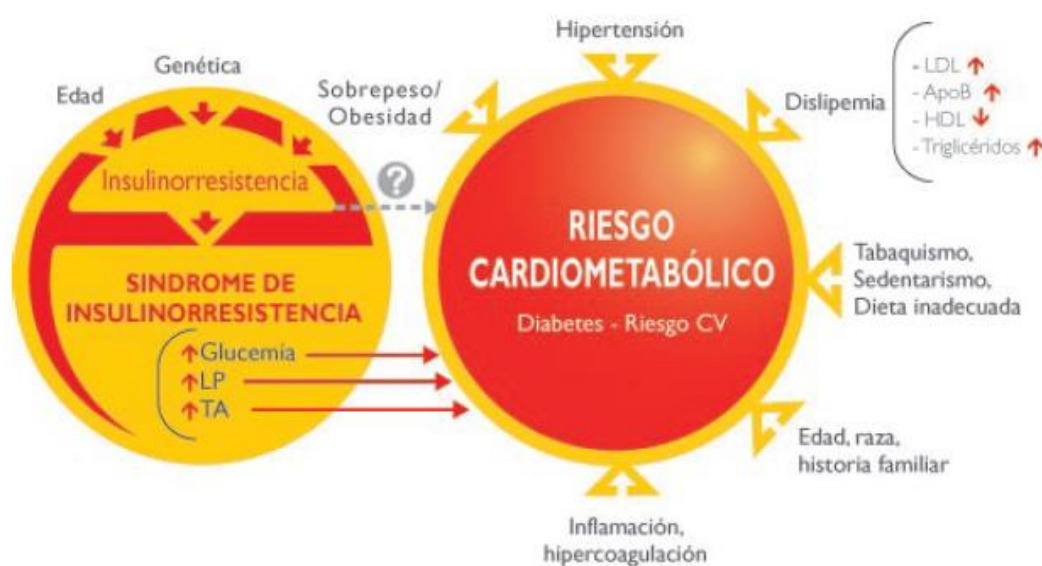 Genética
Edad
Insulinorresistencia
SINDROME DE
INSULINORRESISTENCIA
↑Glucemia
↑LP
↑TA
Sobrepeso/
Obesidad
?
Hipertensión
Dislipemia
- LDL ↑
- ApoB ↑
- HDL ↓
- Triglicéridos ↑
RIESGO
CARDIOMETABÓLICO
Diabetes - Riesgo CV
Tabaquismo,
Sedentarismo,
Dieta inadecuada
Edad, raza,
historia familiar
Inflamación,
hipercoagulación